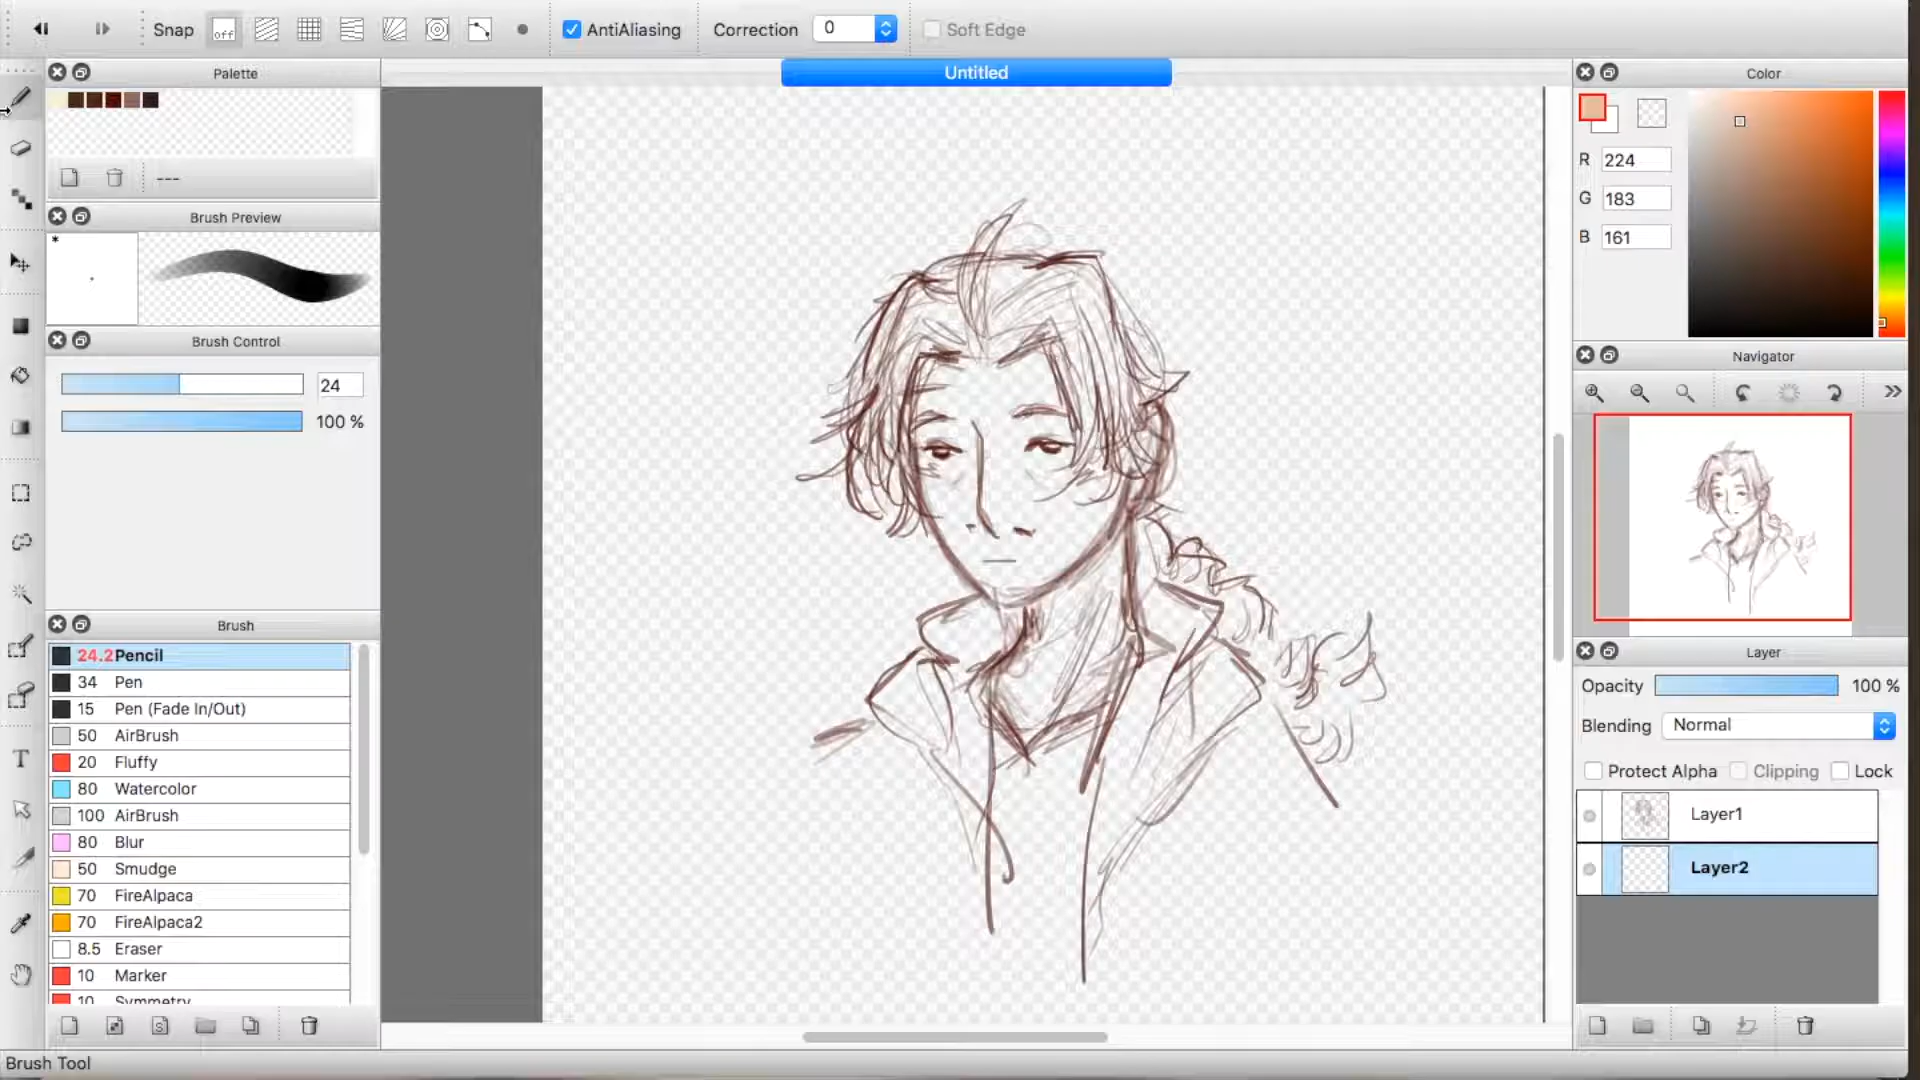 Snap off AntiAliasing Correction 0 Soft Edge
Palette
---
Brush Preview
*
Brush Control
24
100 %
Brush
24.2 Pencil
34 Pen
15 Pen (Fade In/Out)
50 AirBrush
20 Fluffy
80 Watercolor
100 AirBrush
80 Blur
50 Smudge
70 FireAlpaca
70 FireAlpaca2
8.5 Eraser
10 Marker
10 Symmetry
Brush Tool
Untitled
Color
R 224
G 183
B 161
Navigator
Layer
Opacity 100 %
Blending Normal
Protect Alpha Clipping Lock
Layer1
Layer2